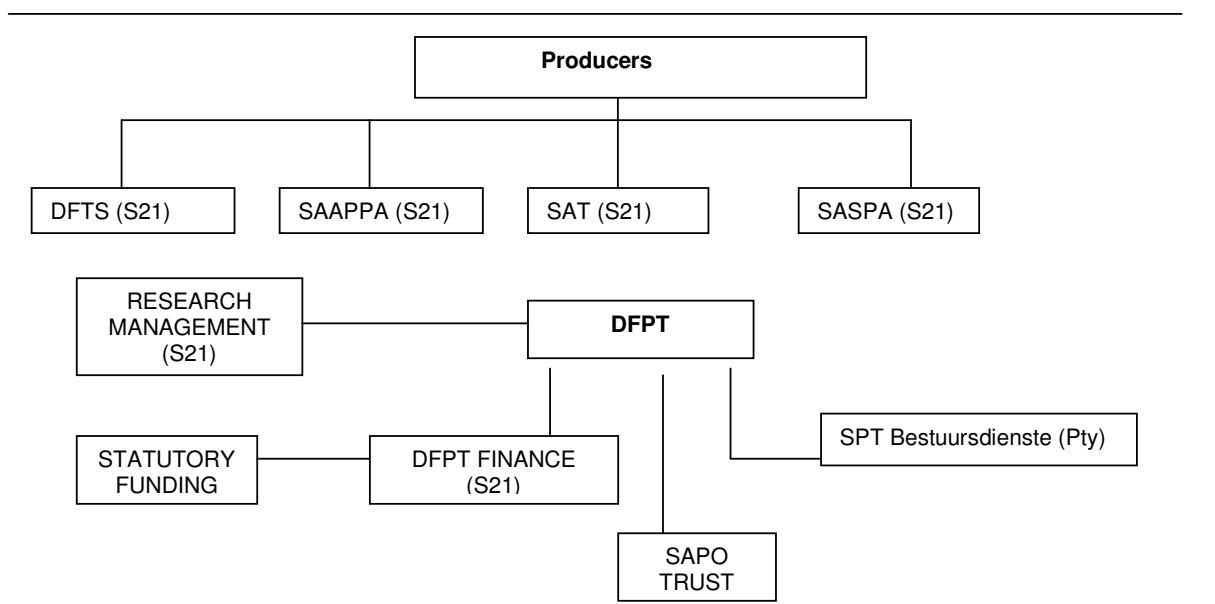 Producers
DFTS (S21)
SAAPPA (S21)
SAT (S21)
SASPA (S21)
RESEARCH
MANAGEMENT
(S21)
DFPT
STATUTORY
FUNDING
DFPT FINANCE
(S21)
SPT Bestuursdienste (Pty)
SAPO
TRUST